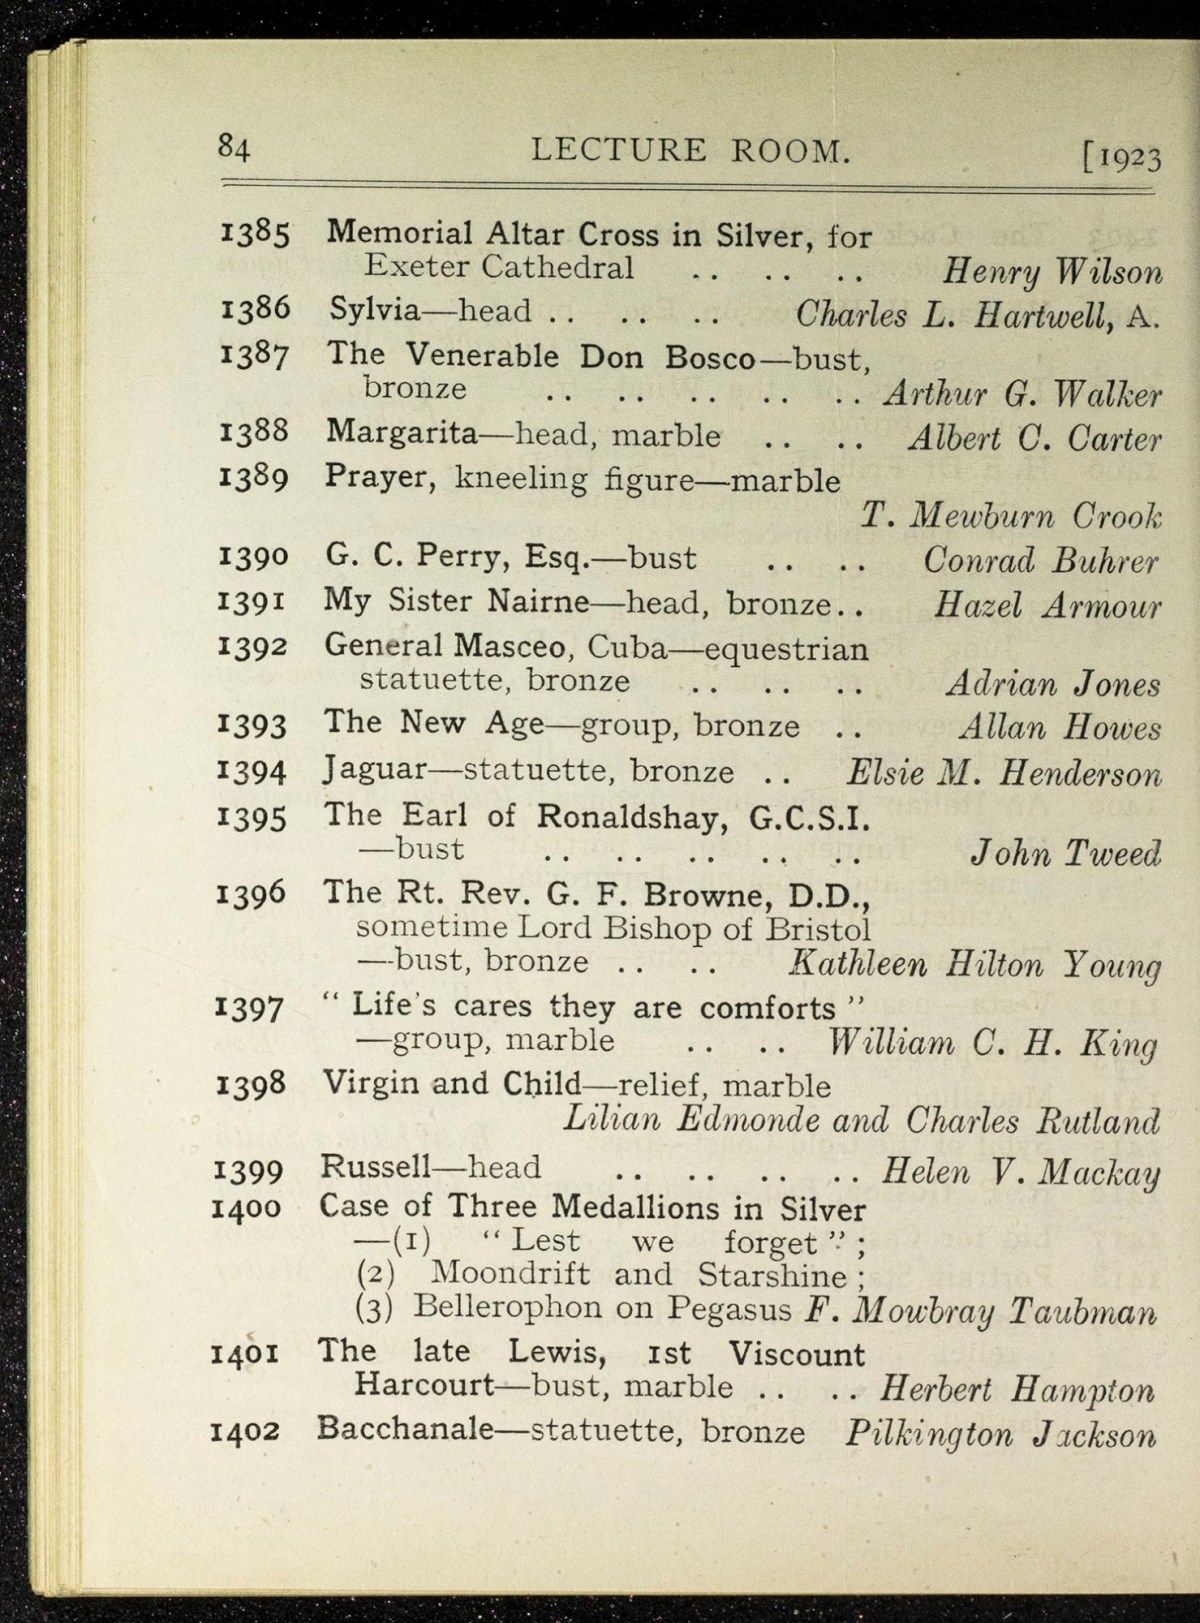 84 LECTURE ROOM. [1923
1385 Memorial Altar Cross in Silver, for
Exeter Cathedral .. .. .. Henry Wilson
1386 Sylvia—head .. .. .. Charles L. Hartwell, A.
1387 The Venerable Don Bosco—bust,
bronze .. .. .. .. .. Arthur G. Walker
1388 Margarita—head, marble .. .. Albert C. Carter
1389 Prayer, kneeling figure—marble
T. Mewburn Crook
1390 G. C. Perry, Esq.—bust .. .. Conrad Buhrer
1391 My Sister Nairne—head, bronze.. Hazel Armour
1392 General Masceo, Cuba—equestrian
statuette, bronze .. .. .. Adrian Jones
1393 The New Age—group, bronze .. Allan Howes
1394 Jaguar—statuette, bronze .. Elsie M. Henderson
1395 The Earl of Ronaldshay, G.C.S.I.
—bust .. .. .. .. .. John Tweed
1396 The Rt. Rev. G. F. Browne, D.D.,
sometime Lord Bishop of Bristol
—bust, bronze .. .. Kathleen Hilton Young
1397 “ Life's cares they are comforts ”
—group, marble .. .. William C. H. King
1398 Virgin and Child—relief, marble
Lilian Edmonde and Charles Rutland
1399 Russell—head .. .. .. .. Helen V. Mackay
1400 Case of Three Medallions in Silver
—(1) “ Lest we forget ” ;
(2) Moondrift and Starshine ;
(3) Bellerophon on Pegasus F. Mowbray Taubman
1401 The late Lewis, 1st Viscount
Harcourt—bust, marble .. .. Herbert Hampton
1402 Bacchanale—statuette, bronze Pilkington Jackson